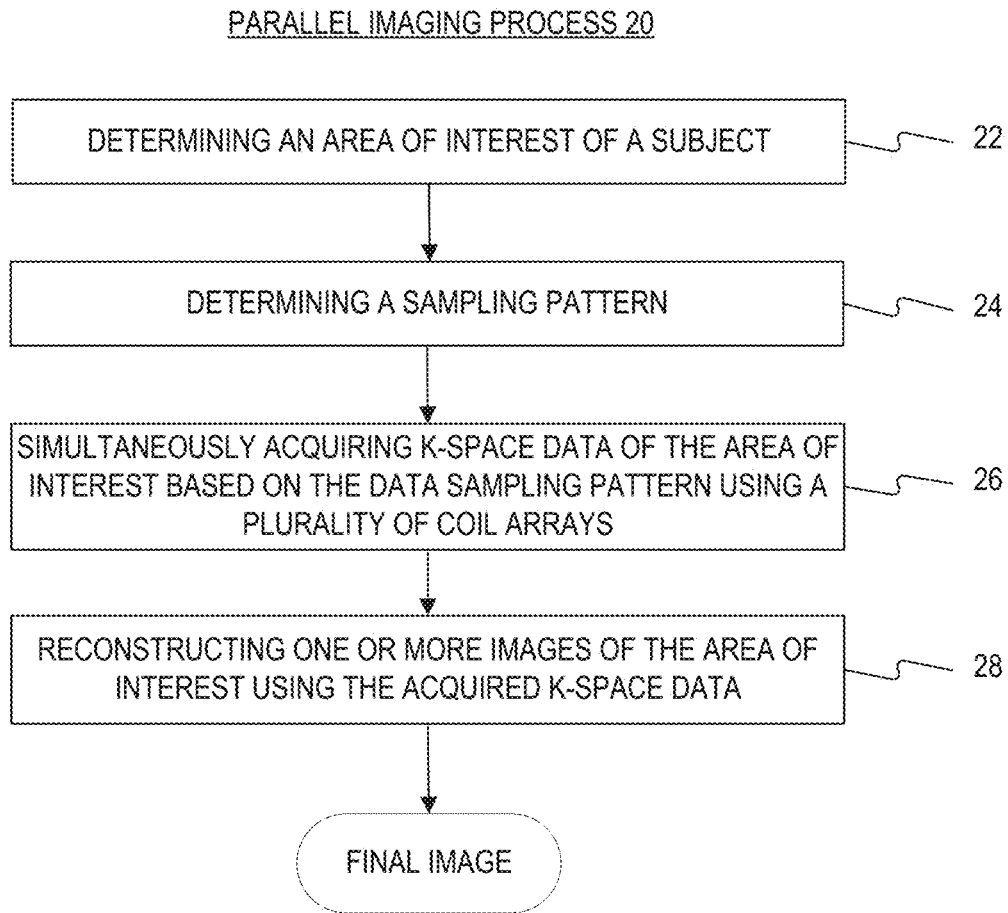 PARALLEL IMAGING PROCESS 20
DETERMINING AN AREA OF INTEREST OF A SUBJECT
22
DETERMINING A SAMPLING PATTERN
24
SIMULTANEOUSLY ACQUIRING K-SPACE DATA OF THE AREA OF
INTEREST BASED ON THE DATA SAMPLING PATTERN USING A
PLURALITY OF COIL ARRAYS
26
RECONSTRUCTING ONE OR MORE IMAGES OF THE AREA OF
INTEREST USING THE ACQUIRED K-SPACE DATA
28
FINAL IMAGE